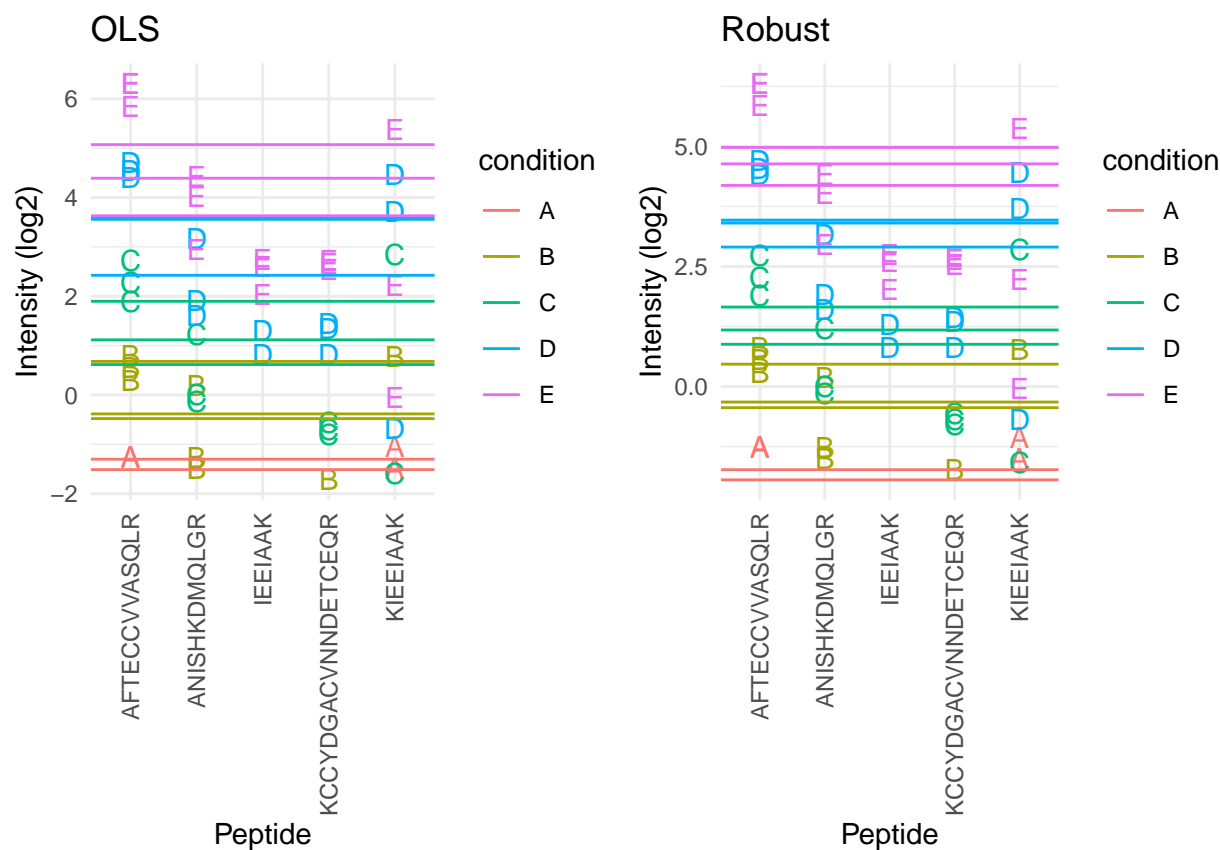 OLS
Intensity (log2)
6
4
2
0
−2
AFTECCVVASQLR
ANISHKDMQLGR
IEEIAAK
KCCYDGACVNNDETCEQR
KIEEIAAK
Peptide
condition
A
B
C
D
E
Robust
Intensity (log2)
5.0
2.5
0.0
AFTECCVVASQLR
ANISHKDMQLGR
IEEIAAK
KCCYDGACVNNDETCEQR
KIEEIAAK
Peptide
condition
A
B
C
D
E